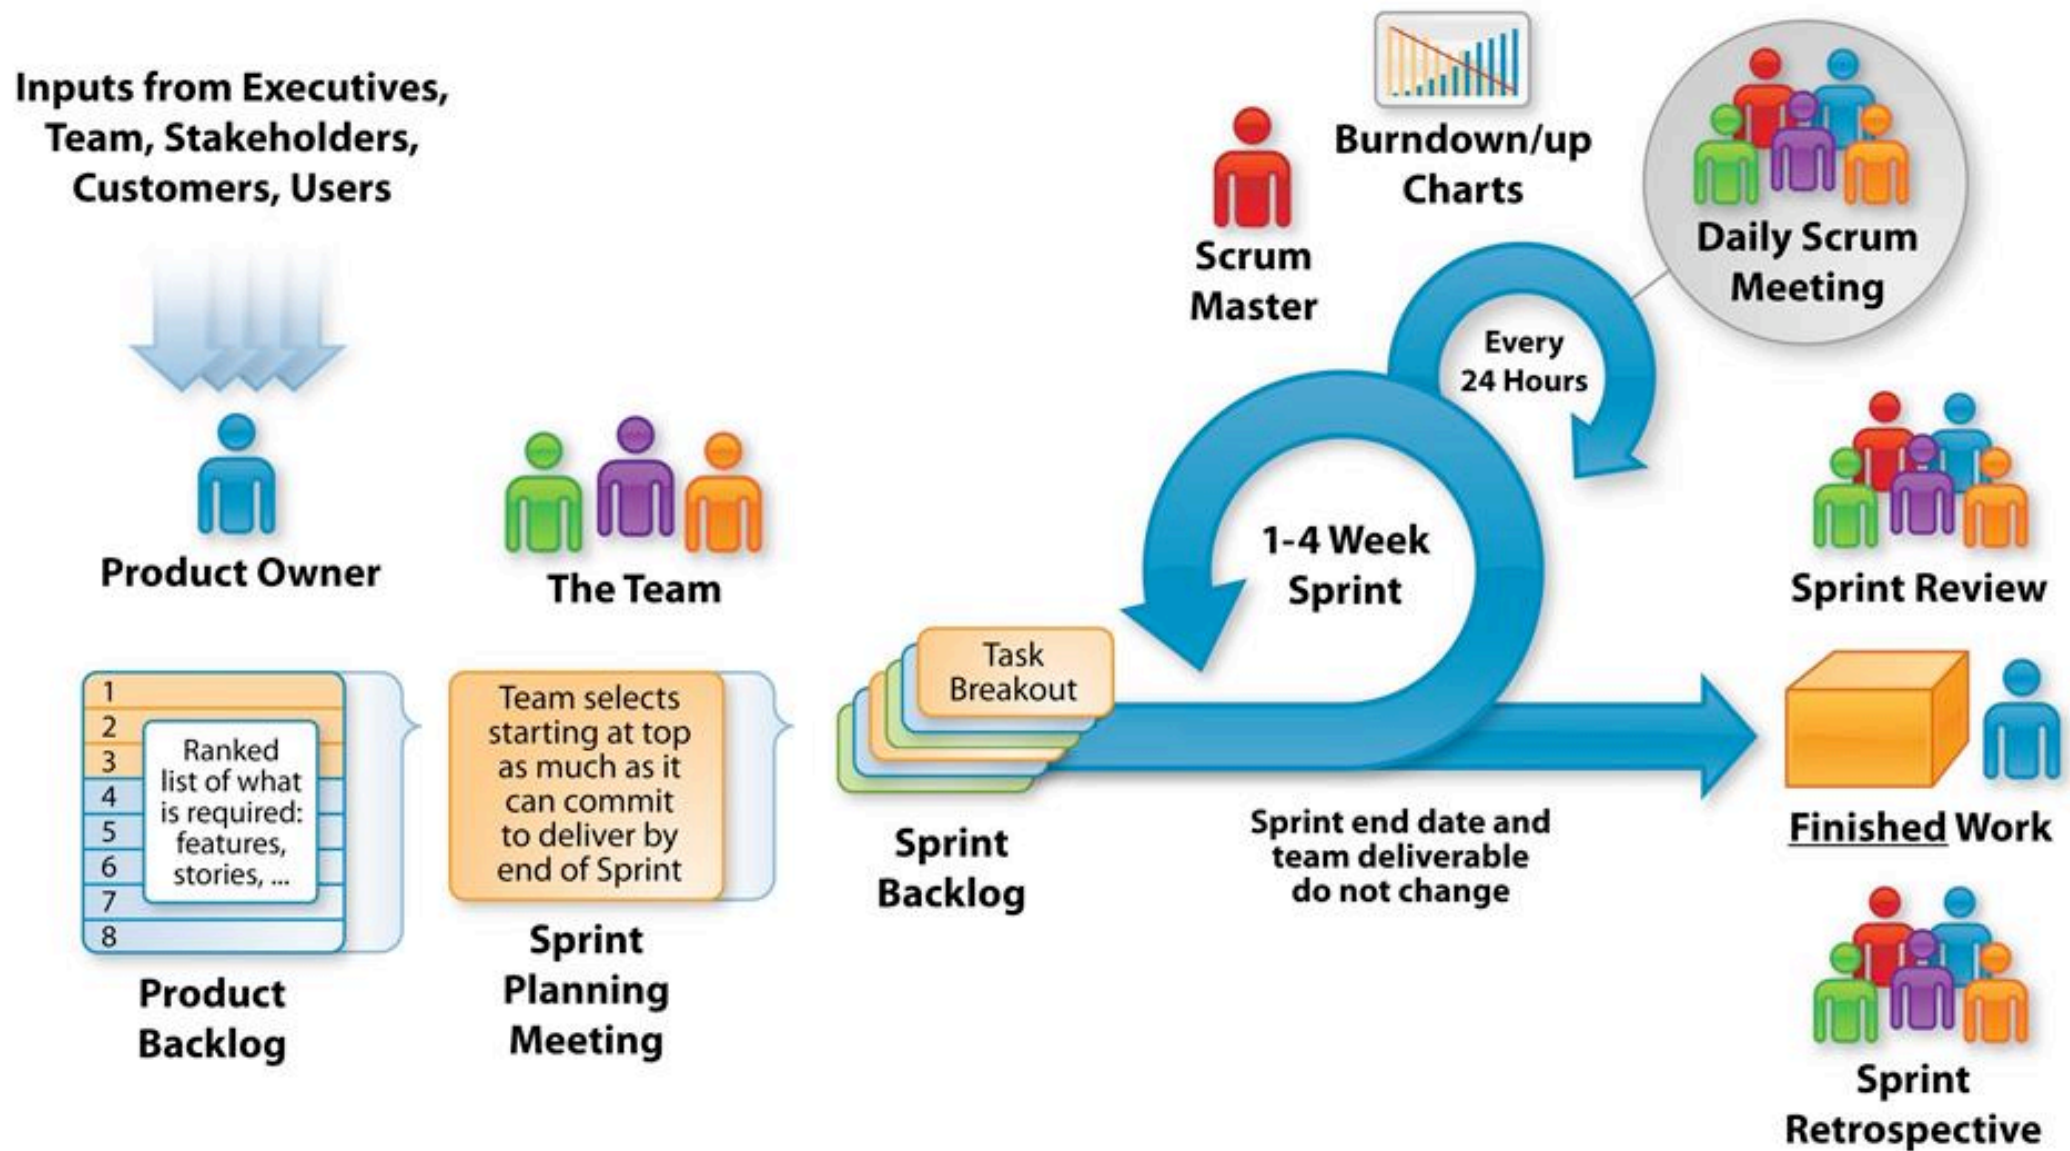 Inputs from Executives,
Team, Stakeholders,
Customers, Users
Product Owner
The Team
1
2
3
4
5
6
7
8
Ranked
list of what
is required:
features,
stories, ...
Product
Backlog
Team selects
starting at top
as much as it
can commit
to deliver by
end of Sprint
Sprint
Planning
Meeting
Task
Breakout
Sprint
Backlog
Scrum
Master
Burndown/up
Charts
Daily Scrum
Meeting
Every
24 Hours
1-4 Week
Sprint
Sprint end date and
team deliverable
do not change
Sprint Review
Finished Work
Sprint
Retrospective